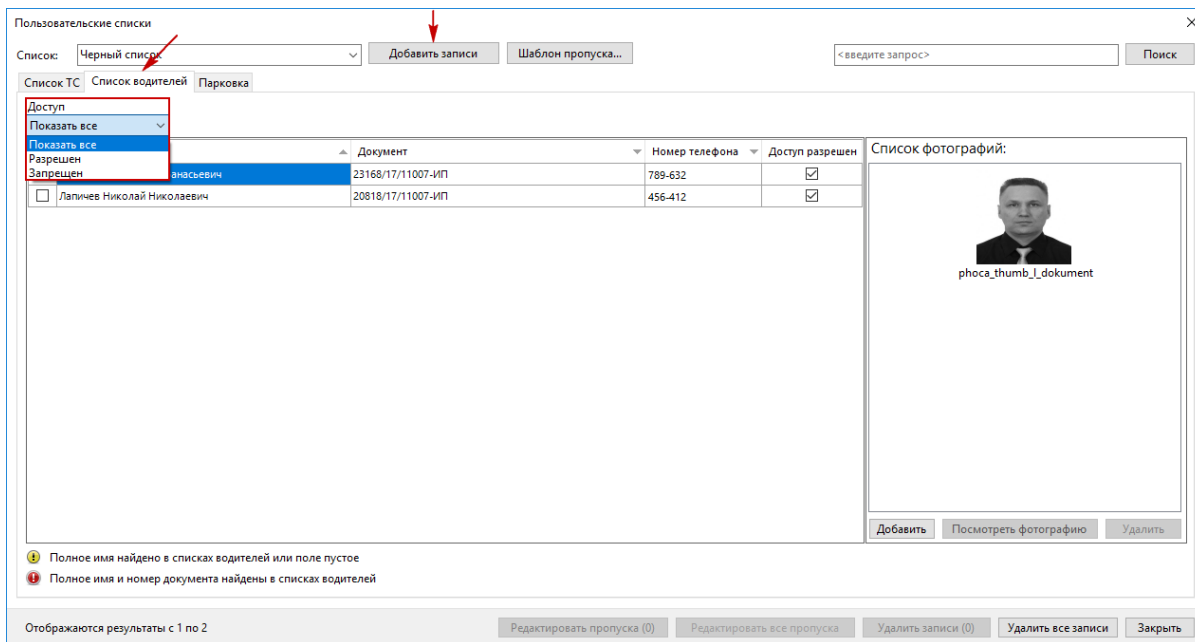 Пользовательские списки
Список: Черный список Добавить записи Шаблон пропуска... <введите запрос> Поиск
Список ТС Список водителей Парковка
Доступ
Показать все
Показать все
Разрешен
Запрещен
Документ Номер телефона Доступ разрешен
анасьевич 23168/17/11007-ИП 789-632
Лапичев Николай Николаевич 20818/17/11007-ИП 456-412
Список фотографий:
phoca_thumb_l_dokument
Добавить Посмотреть фотографию Удалить
Полное имя найдено в списках водителей или поле пустое
Полное имя и номер документа найдены в списках водителей
Отображаются результаты с 1 по 2 Редактировать пропуска (0) Редактировать все пропуска Удалить записи (0) Удалить все записи Закрыть